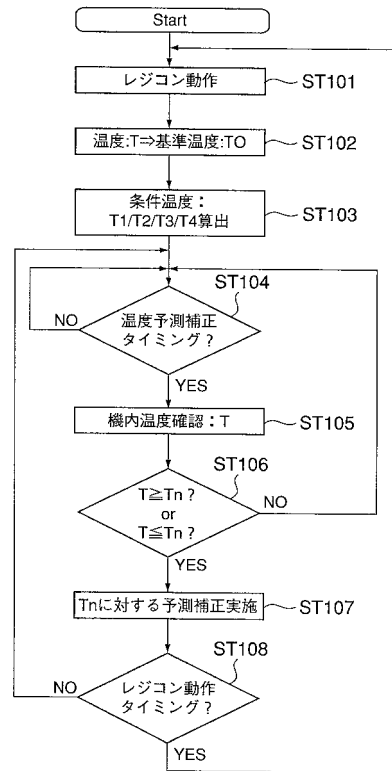 Start
レジコン動作
ST101
温度:T⇒基準温度:TO
ST102
条件温度：
T1/T2/T3/T4算出
ST103
ST104
温度予測補正
タイミング？
NO
YES
機内温度確認：T
ST105
ST106
T≧Tn？
or
T≦Tn？
NO
YES
Tnに対する予測補正実施
ST107
ST108
レジコン動作
タイミング？
NO
YES